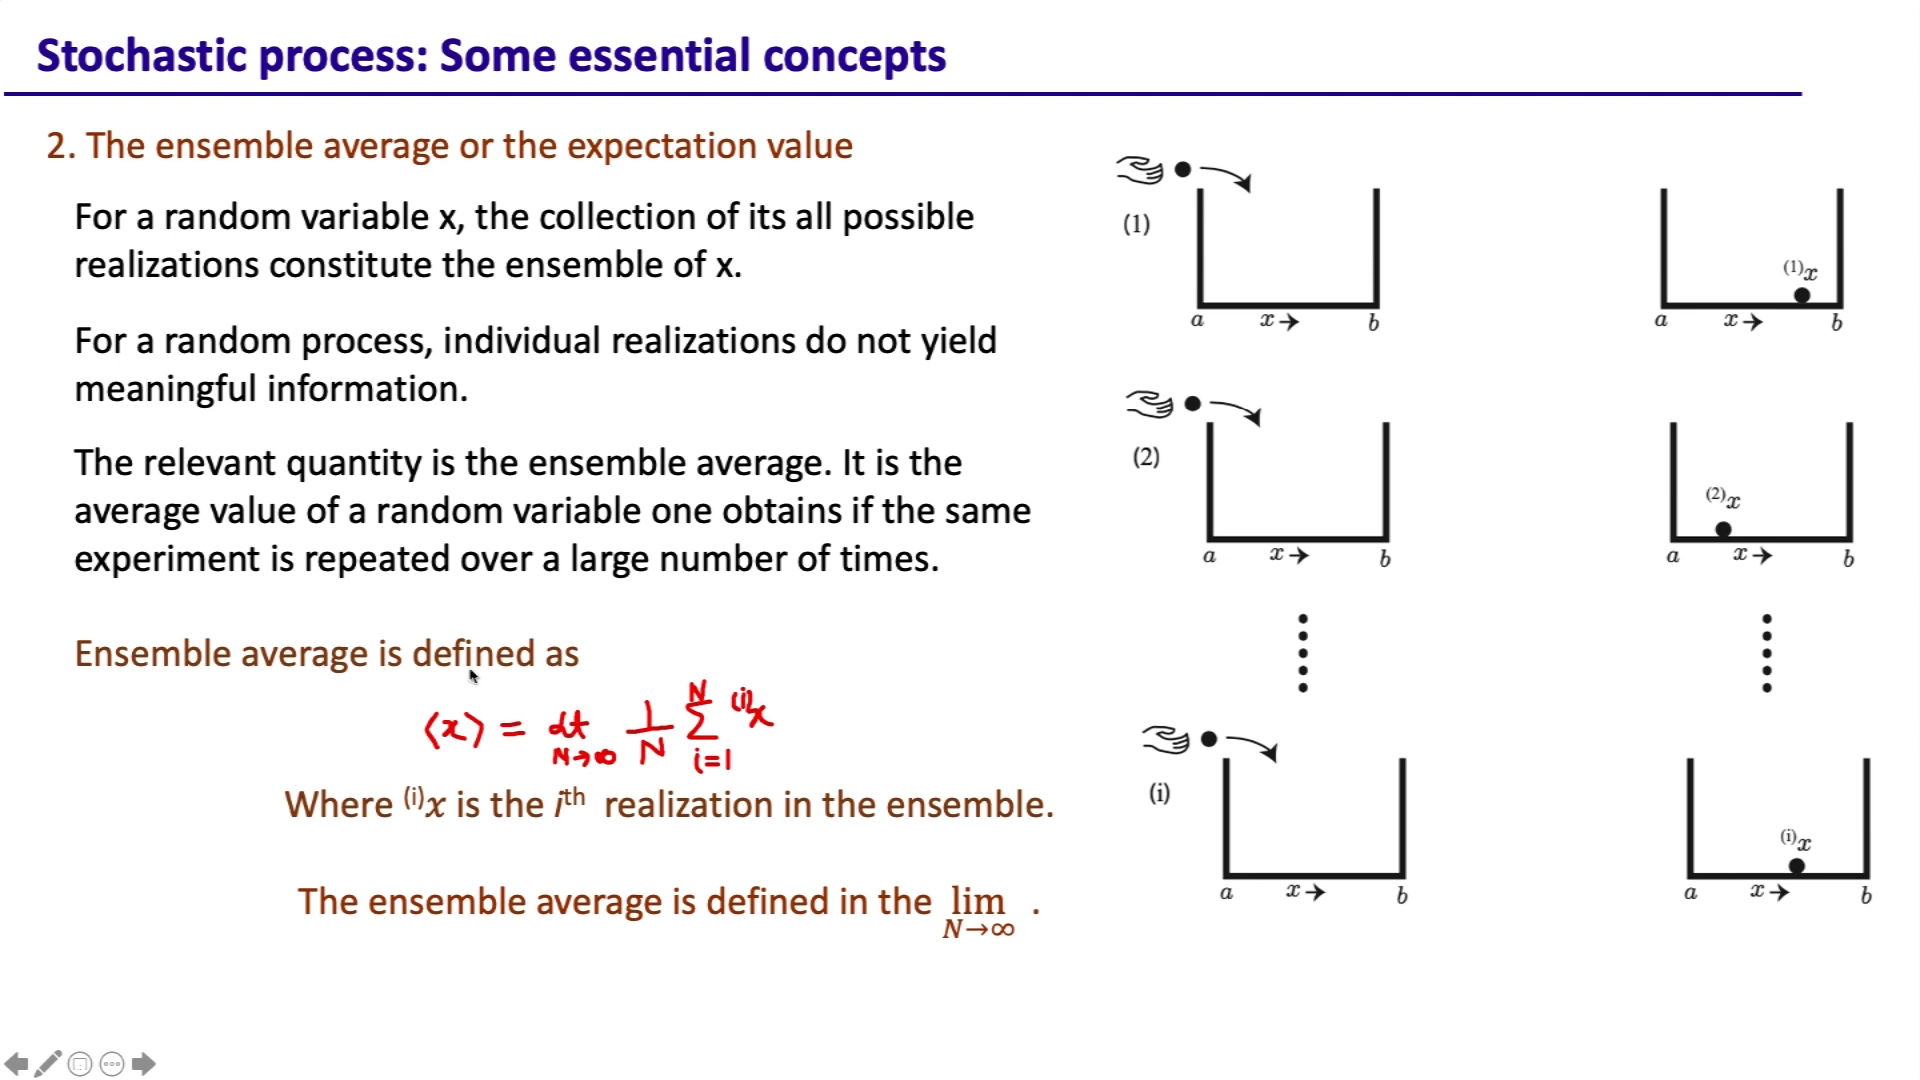 Stochastic process: Some essential concepts
2. The ensemble average or the expectation value
For a random variable x, the collection of its all possible
realizations constitute the ensemble of x.
For a random process, individual realizations do not yield
meaningful information.
The relevant quantity is the ensemble average. It is the
average value of a random variable one obtains if the same
experiment is repeated over a large number of times.
Ensemble average is defined as
⟨x⟩ = lt N→∞ 1/N Σ i=1 N (i)x
Where (i)x is the ith realization in the ensemble.
The ensemble average is defined in the lim N→∞ .
(1)
a x→ b
(1)x
a x→ b
(2)
a x→ b
(2)x
a x→ b
(i)
a x→ b
(i)x
a x→ b